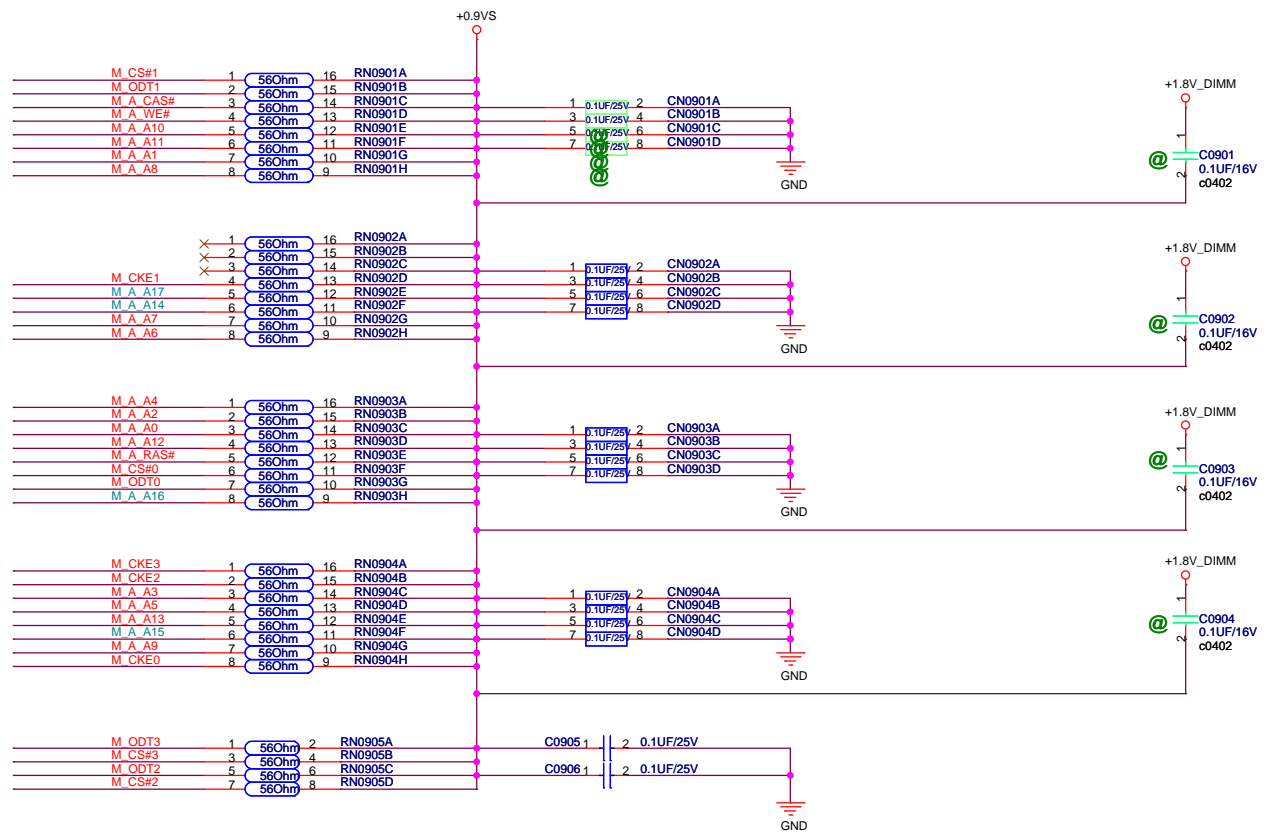 +0.9VS
M_CS#1 1 56Ohm 16 RN0901A
M_ODT1 2 56Ohm 15 RN0901B
M_A_CAS# 3 56Ohm 14 RN0901C 1 0.1UF/25V 2 CN0901A
M_A_WE# 4 56Ohm 13 RN0901D 3 0.1UF/25V 4 CN0901B
M_A_A10 5 56Ohm 12 RN0901E 5 0.1UF/25V 6 CN0901C
M_A_A11 6 56Ohm 11 RN0901F 7 0.1UF/25V 8 CN0901D
M_A_A1 7 56Ohm 10 RN0901G
M_A_A8 8 56Ohm 9 RN0901H
@
@
@
@
GND
+1.8V_DIMM
1
@ C0901
2 0.1UF/16V
c0402
1 56Ohm 16 RN0902A
2 56Ohm 15 RN0902B
3 56Ohm 14 RN0902C 1 0.1UF/25V 2 CN0902A
M_CKE1 4 56Ohm 13 RN0902D 3 0.1UF/25V 4 CN0902B
M_A_A17 5 56Ohm 12 RN0902E 5 0.1UF/25V 6 CN0902C
M_A_A14 6 56Ohm 11 RN0902F 7 0.1UF/25V 8 CN0902D
M_A_A7 7 56Ohm 10 RN0902G
M_A_A6 8 56Ohm 9 RN0902H
GND
+1.8V_DIMM
1
@ C0902
2 0.1UF/16V
c0402
M_A_A4 1 56Ohm 16 RN0903A
M_A_A2 2 56Ohm 15 RN0903B
M_A_A0 3 56Ohm 14 RN0903C 1 0.1UF/25V 2 CN0903A
M_A_A12 4 56Ohm 13 RN0903D 3 0.1UF/25V 4 CN0903B
M_A_RAS# 5 56Ohm 12 RN0903E 5 0.1UF/25V 6 CN0903C
M_CS#0 6 56Ohm 11 RN0903F 7 0.1UF/25V 8 CN0903D
M_ODT0 7 56Ohm 10 RN0903G
M_A_A16 8 56Ohm 9 RN0903H
GND
+1.8V_DIMM
1
@ C0903
2 0.1UF/16V
c0402
M_CKE3 1 56Ohm 16 RN0904A
M_CKE2 2 56Ohm 15 RN0904B
M_A_A3 3 56Ohm 14 RN0904C 1 0.1UF/25V 2 CN0904A
M_A_A5 4 56Ohm 13 RN0904D 3 0.1UF/25V 4 CN0904B
M_A_A13 5 56Ohm 12 RN0904E 5 0.1UF/25V 6 CN0904C
M_A_A15 6 56Ohm 11 RN0904F 7 0.1UF/25V 8 CN0904D
M_A_A9 7 56Ohm 10 RN0904G
M_CKE0 8 56Ohm 9 RN0904H
GND
+1.8V_DIMM
1
@ C0904
2 0.1UF/16V
c0402
M_ODT3 1 56Ohm 2 RN0905A C0905 1 2 0.1UF/25V
M_CS#3 3 56Ohm 4 RN0905B
M_ODT2 5 56Ohm 6 RN0905C C0906 1 2 0.1UF/25V
M_CS#2 7 56Ohm 8 RN0905D
GND